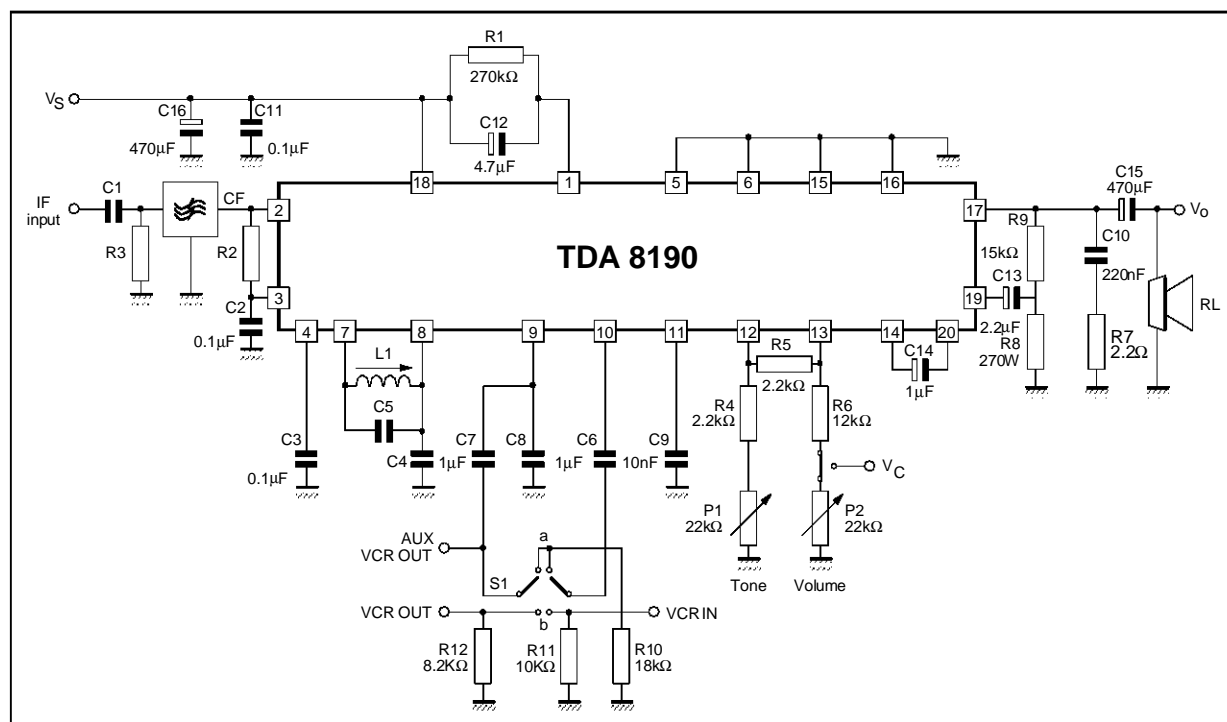 R1
270kΩ
VS
C16
C11
C12
470µF
0.1µF
4.7µF
18
1
5
6
15
16
C15
470µF
C1
CF
IF
input
2
17
VO
R9
C10
R3
R2
TDA 8190
15kΩ
C13
220nF
3
19
RL
C2
0.1µF
4
7
8
9
10
11
12
13
14
20
2.2µF
R8
270W
R7
2.2Ω
R5
2.2kΩ
C14
1µF
L1
C5
R4
2.2kΩ
R6
12kΩ
C3
0.1µF
C4
C7
1µF
C8
1µF
C6
10nF
C9
VC
P1
22kΩ
P2
22kΩ
AUX
VCR OUT
a
S1
Tone
Volume
VCR OUT
b
VCR IN
R12
8.2KΩ
R11
10KΩ
R10
18kΩ